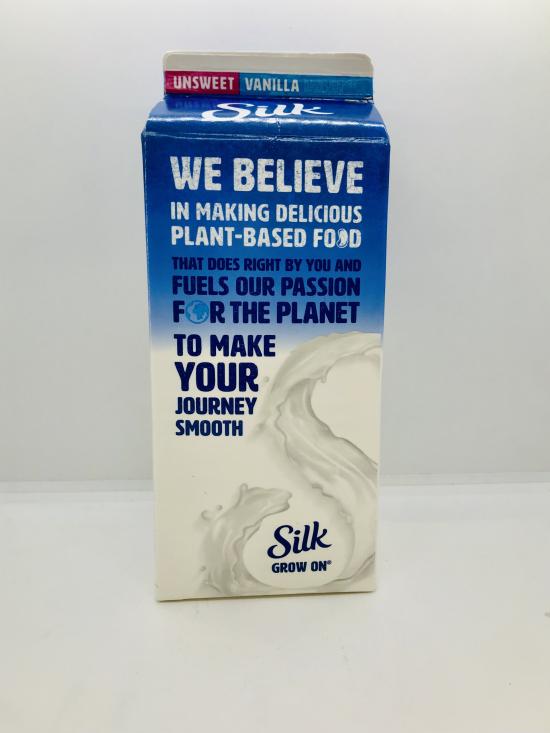 UNSWEET VANILLA
Silk
WE BELIEVE
IN MAKING DELICIOUS
PLANT-BASED FOOD
THAT DOES RIGHT BY YOU AND
FUELS OUR PASSION
FOR THE PLANET
TO MAKE
YOUR
JOURNEY
SMOOTH
Silk
GROW ON®